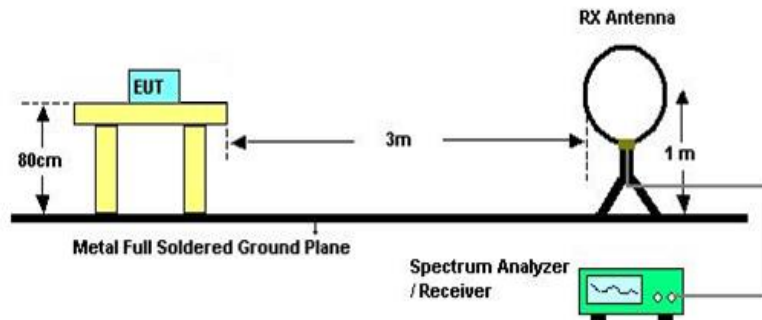 RX Antenna
EUT
3m
80cm
1 m
Metal Full Soldered Ground Plane
Spectrum Analyzer
/ Receiver